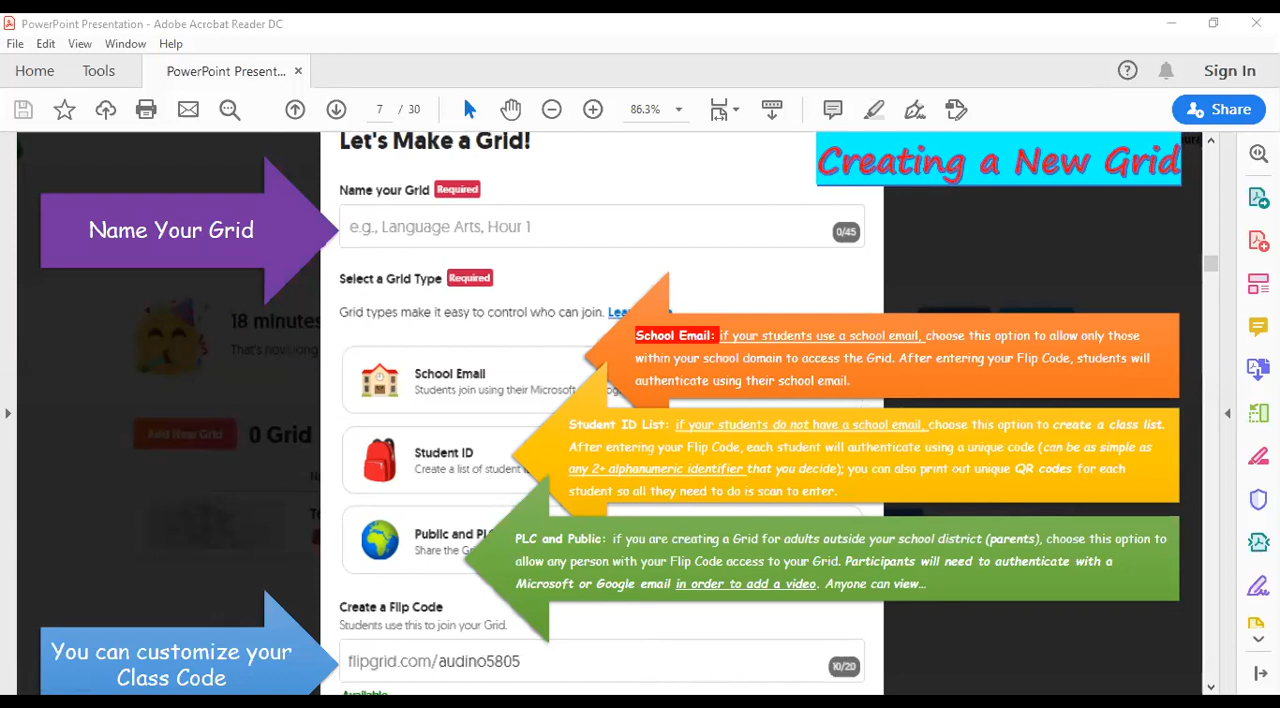 PowerPoint Presentation - Adobe Acrobat Reader DC
File Edit View Window Help
Home Tools PowerPoint Present... ×
Sign In
7 / 30
86.3%
Share
Let's Make a Grid!
Creating a New Grid
Name your Grid Required
Name Your Grid
e.g., Language Arts, Hour 1
0/45
Select a Grid Type Required
Grid types make it easy to control who can join.
18 minutes
School Email: if your students use a school email, choose this option to allow only those
within your school domain to access the Grid. After entering your Flip Code, students will
authenticate using their school email.
School Email
Students join using their Microsoft
Student ID List: if your students do not have a school email, choose this option to create a class list.
After entering your Flip Code, each student will authenticate using a unique code (can be as simple as
any 2+ alphanumeric identifier that you decide); you can also print out unique QR codes for each
student so all they need to do is scan to enter.
Student ID
Create a list of student
Add New Grid
0 Grid
PLC and Public: if you are creating a Grid for adults outside your school district (parents), choose this option to
allow any person with your Flip Code access to your Grid. Participants will need to authenticate with a
Microsoft or Google email in order to add a video. Anyone can view...
Public and PLC
Share the
Create a Flip Code
Students use this to join your Grid.
You can customize your
Class Code
flipgrid.com/audino5805
10/20
Available